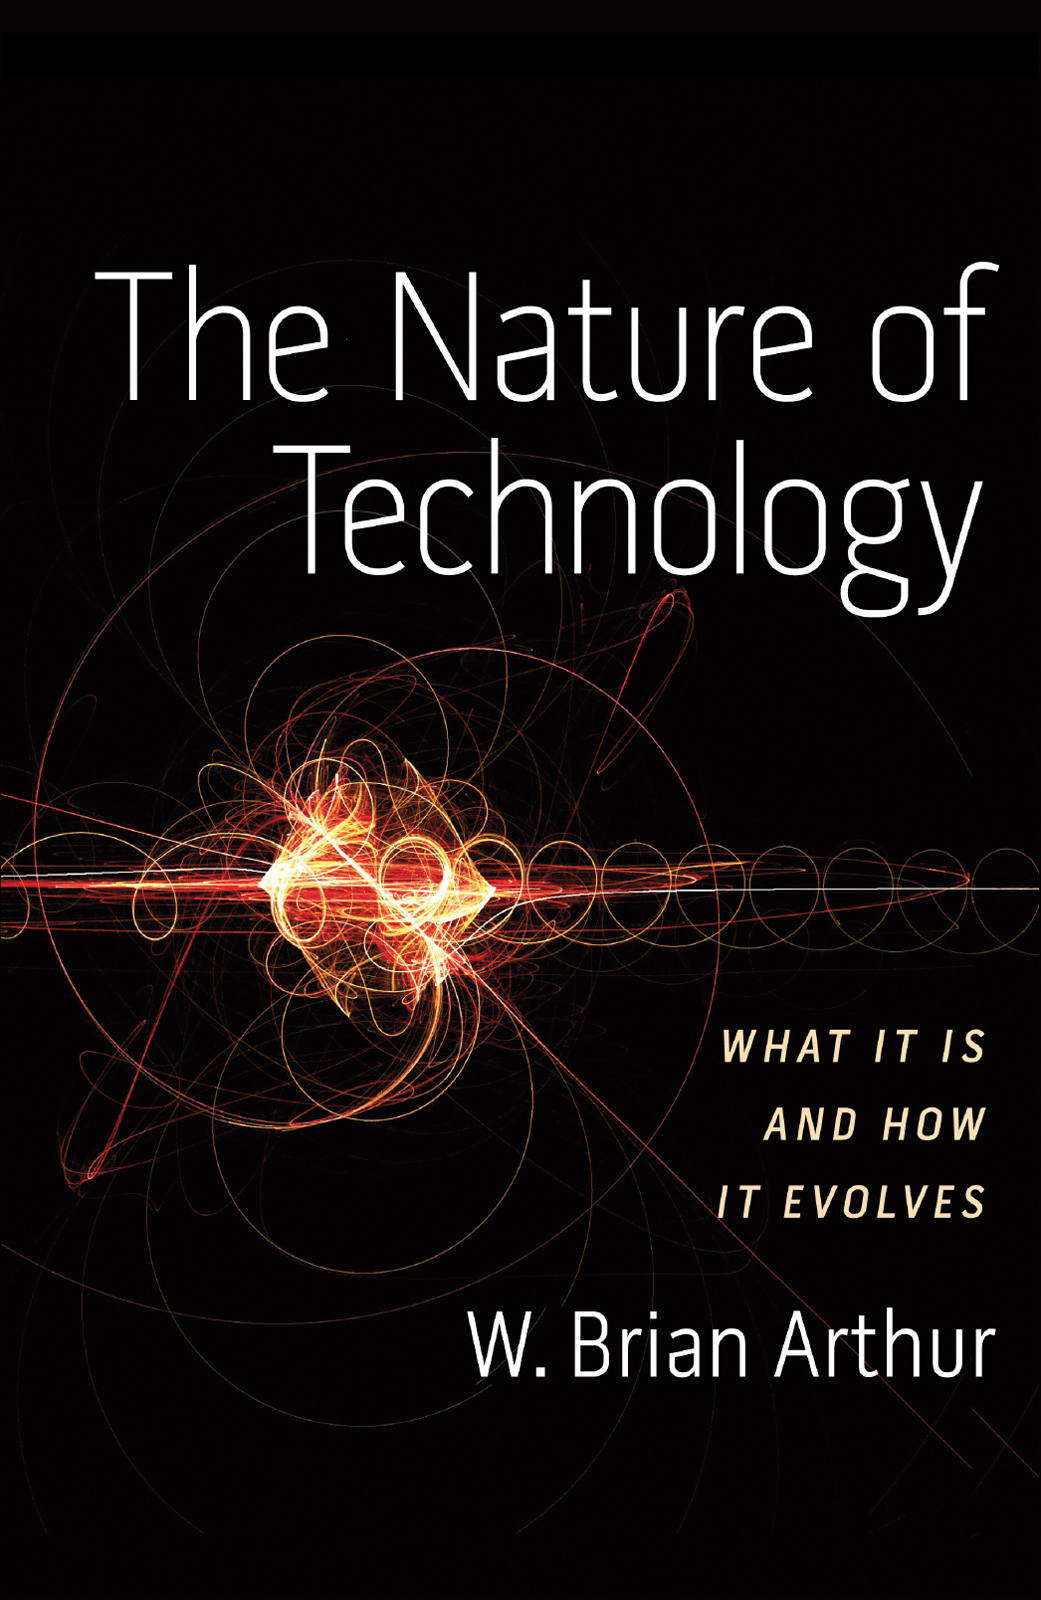 The Nature of
Technology
WHAT IT IS
AND HOW
IT EVOLVES
W. Brian Arthur